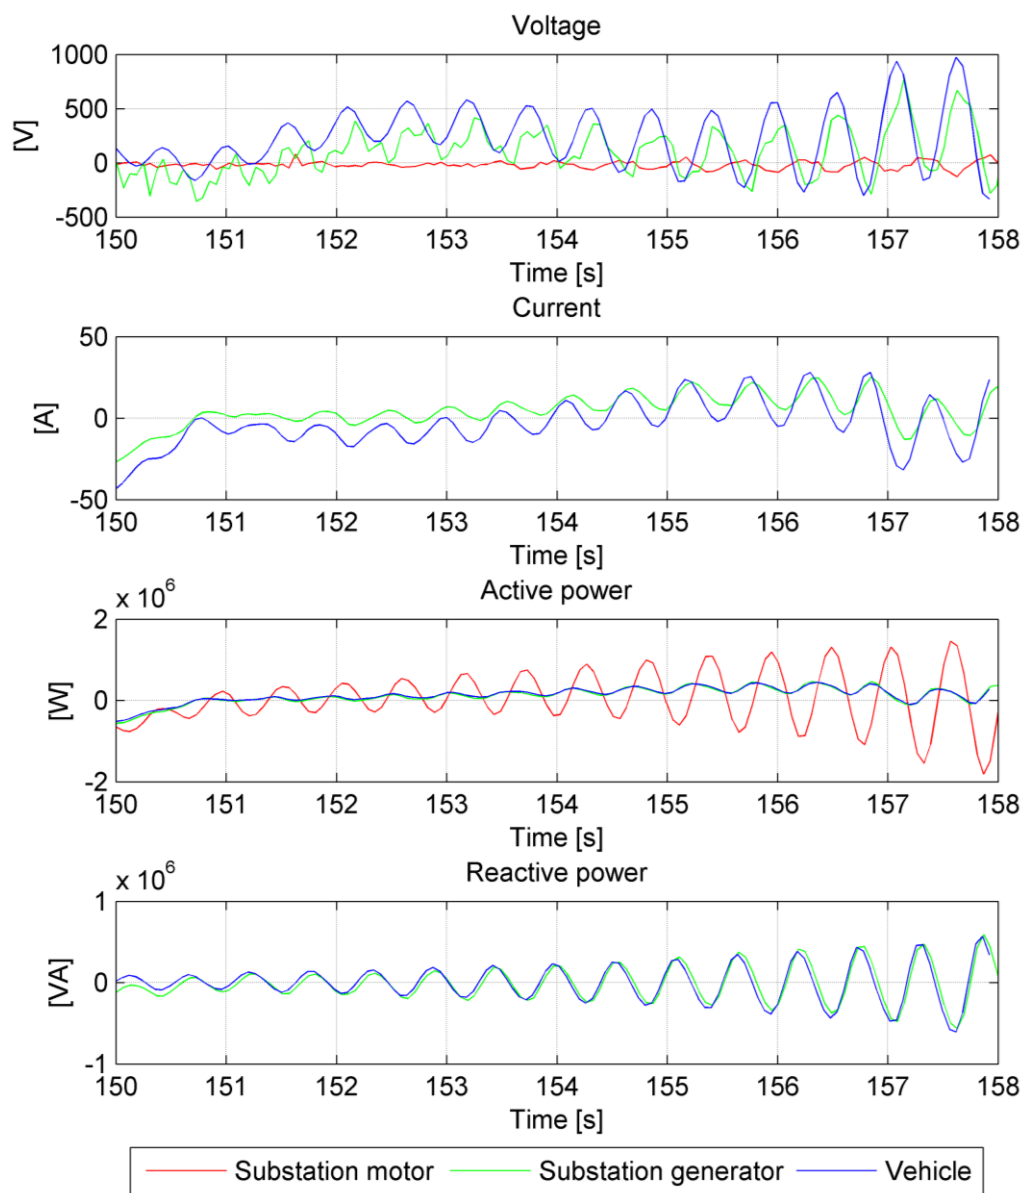 Voltage
[V]
1000
500
0
-500
150 151 152 153 154 155 156 157 158
Time [s]
Current
[A]
50
0
-50
150 151 152 153 154 155 156 157 158
Time [s]
x 10^6
Active power
[W]
2
0
-2
150 151 152 153 154 155 156 157 158
Time [s]
x 10^6
Reactive power
[VA]
1
0
-1
150 151 152 153 154 155 156 157 158
Time [s]
Substation motor Substation generator Vehicle